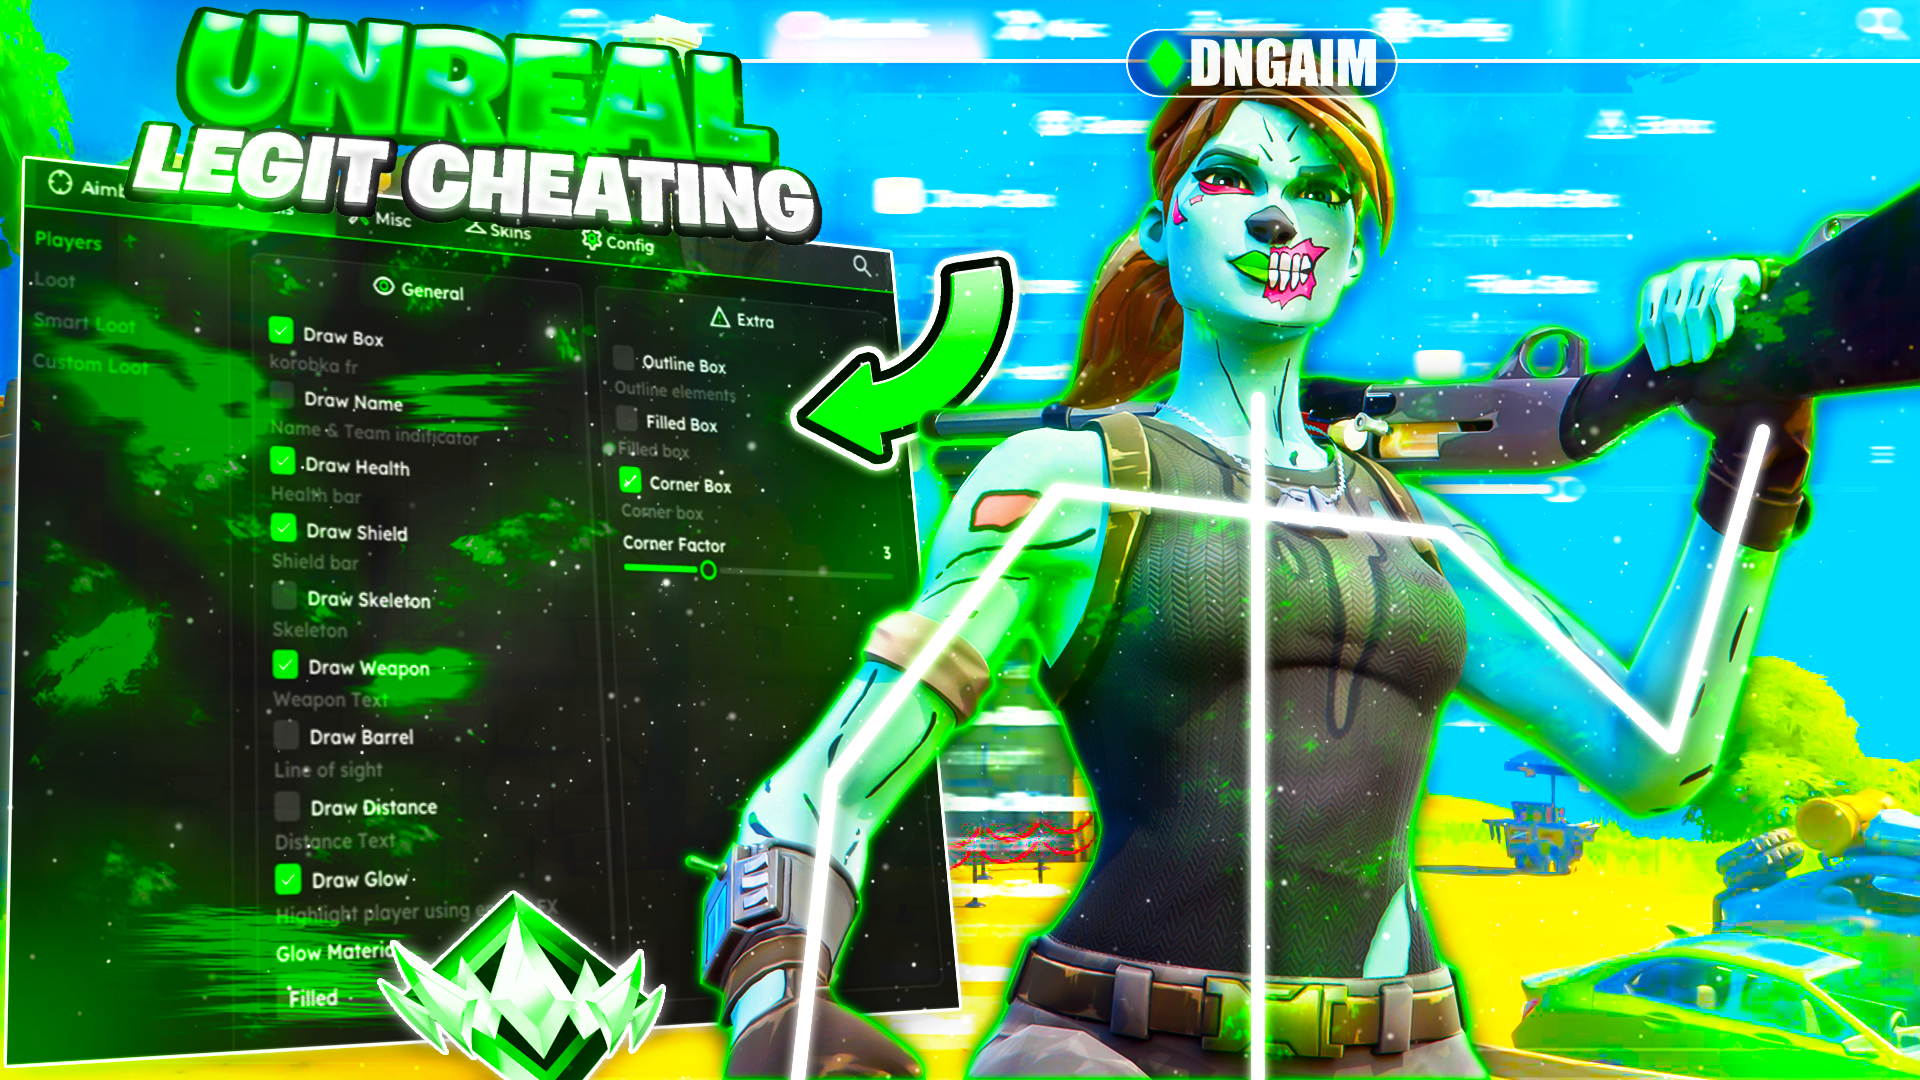 UNREAL
LEGIT CHEATING
DNGAIM
Misc
Skins
Config
Players
Loot
Smart Loot
Custom Loot
General
Draw Box
korobka fr
Draw Name
Name & Team indificator
Draw Health
Health bar
Draw Shield
Shield bar
Draw Skeleton
Skeleton
Draw Weapon
Weapon Text
Draw Barrel
Line of sight
Draw Distance
Distance Text
Draw Glow
Highlight player using
Filled
Extra
Outline Box
Outline elements
Filled Box
Filled box
Corner Box
Corner box
Corner Factor 3